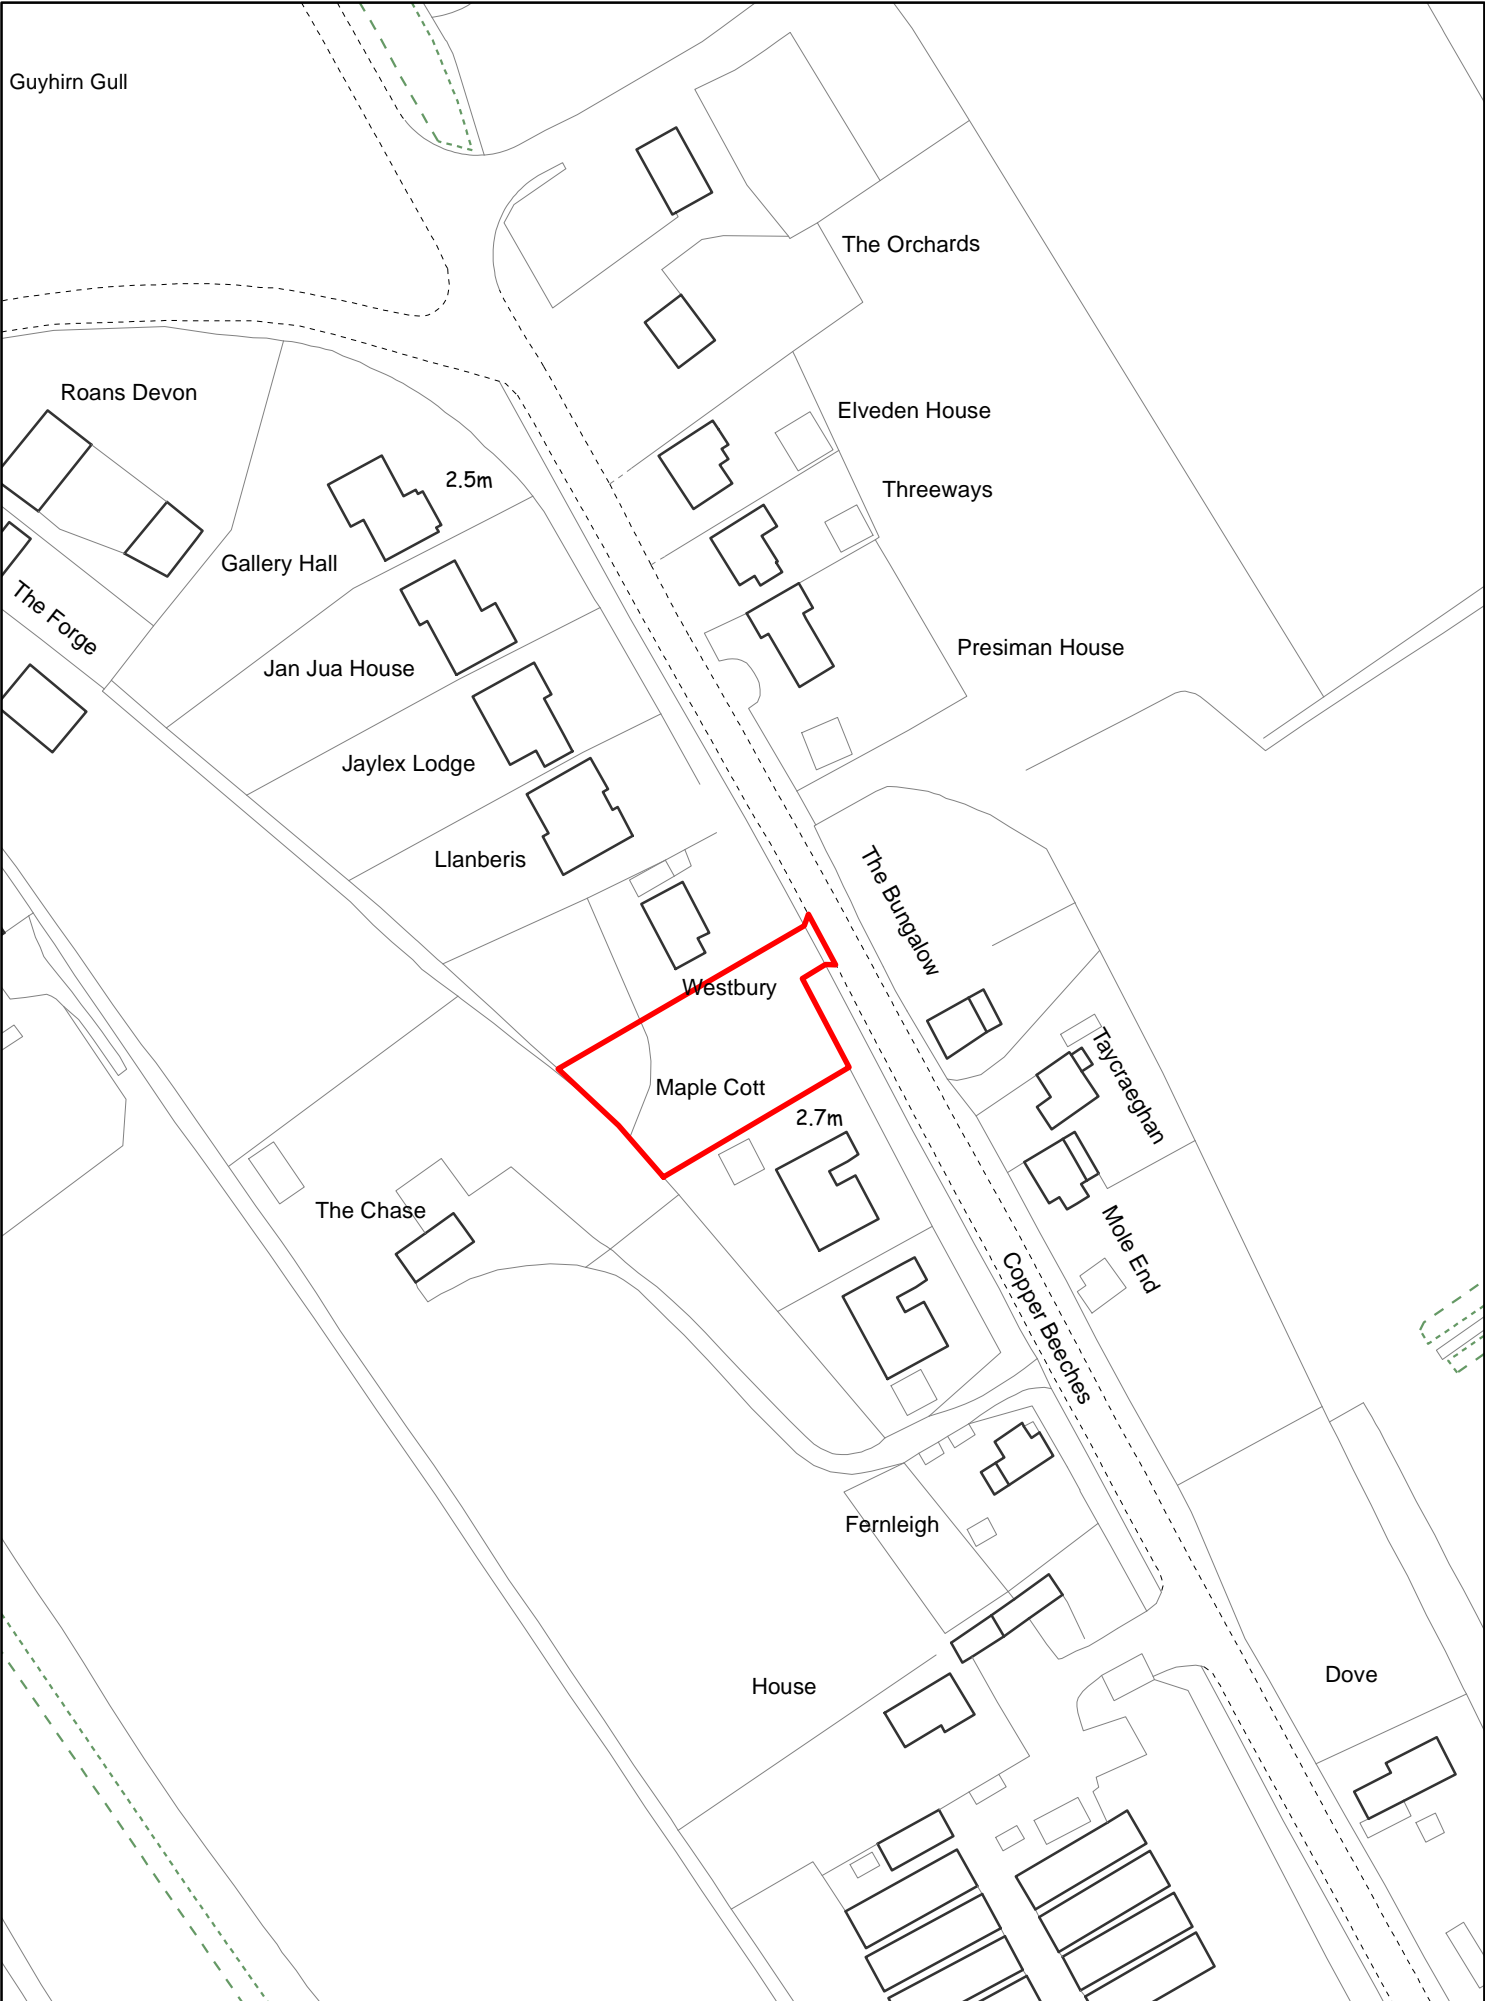 Guyhirn Gull
The Orchards
Roans Devon
Elveden House
2.5m
Threeways
Gallery Hall
The Forge
Presiman House
Jan Jua House
Jaylex Lodge
Llanberis
The Bungalow
Westbury
Maple Cott
Taycraeghan
2.7m
The Chase
Mole End
Copper Beeches
Fernleigh
House
Dove